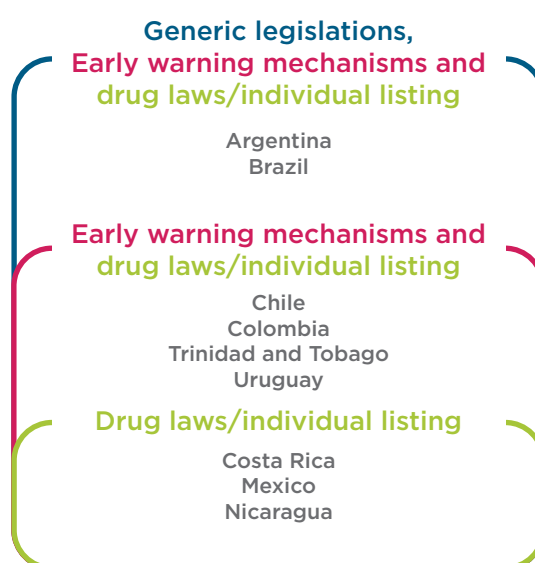 Generic legislations,
Early warning mechanisms and
drug laws/individual listing
Argentina
Brazil
Early warning mechanisms and
drug laws/individual listing
Chile
Colombia
Trinidad and Tobago
Uruguay
Drug laws/individual listing
Costa Rica
Mexico
Nicaragua